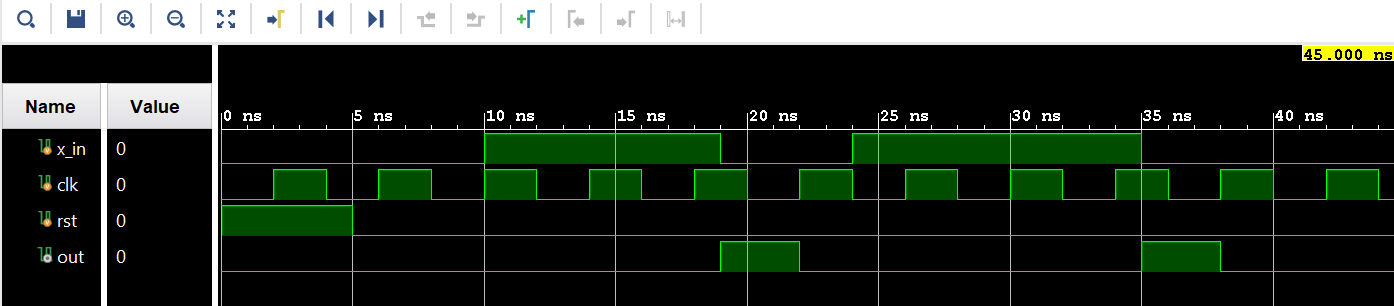 45.000 ns
Name Value
0 ns 5 ns 10 ns 15 ns 20 ns 25 ns 30 ns 35 ns 40 ns
x_in 0
clk 0
rst 0
out 0